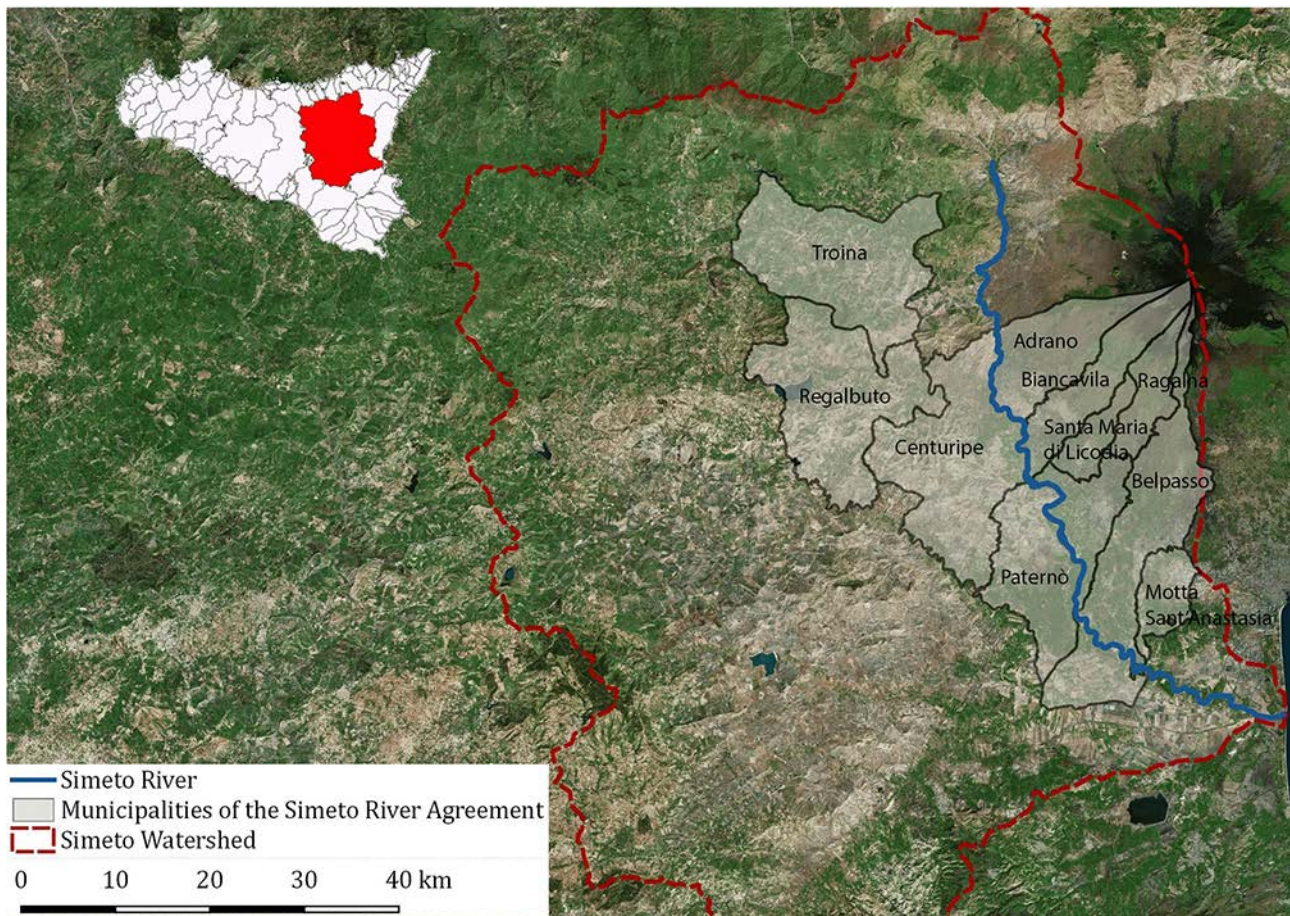 Troina
Adrano
Biancavila
Ragalna
Regalbuto
Santa Maria
di Licodia
Centuripe
Belpasso
Paternò
Motta
Sant'Anastasia
Simeto River
Municipalities of the Simeto River Agreement
Simeto Watershed
0 10 20 30 40 km